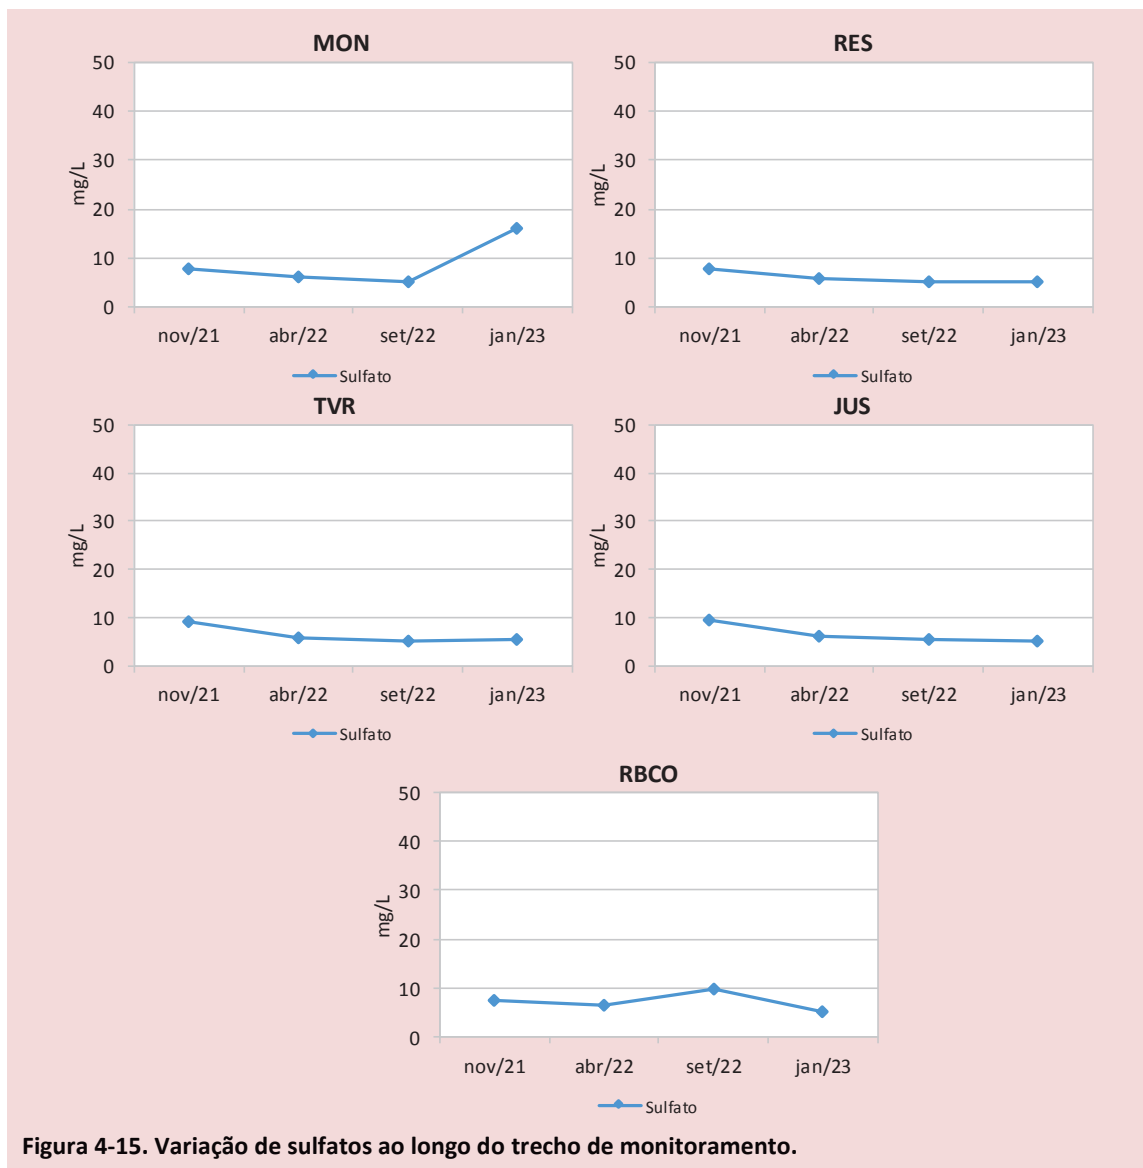 MON
50
40
30
20
10
0
mg/L
nov/21 abr/22 set/22 jan/23
Sulfato
RES
50
40
30
20
10
0
mg/L
nov/21 abr/22 set/22 jan/23
Sulfato
TVR
50
40
30
20
10
0
mg/L
nov/21 abr/22 set/22 jan/23
Sulfato
JUS
50
40
30
20
10
0
mg/L
nov/21 abr/22 set/22 jan/23
Sulfato
RBCO
50
40
30
20
10
0
mg/L
nov/21 abr/22 set/22 jan/23
Sulfato
Figura 4-15. Variação de sulfatos ao longo do trecho de monitoramento.